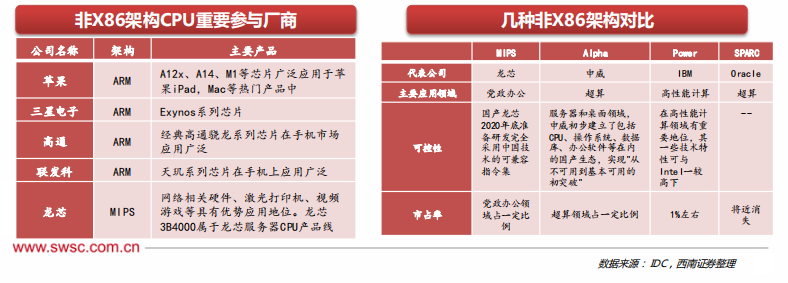 非X86架构CPU重要参与厂商
公司名称 架构 主要产品
苹果 ARM A12x、A14、M1等芯片广泛应用于苹
果iPad，Mac等热门产品中
三星电子 ARM Exynos系列芯片
高通 ARM 经典高通骁龙系列芯片在手机市场
应用广泛
联发科 ARM 天玑系列芯片在手机上应用广泛
龙芯 MIPS 网络相关硬件、激光打印机、视频
游戏等具有优势应用地位。龙芯
3B4000属于龙芯服务器CPU产品线
www.swsc.com.cn
几种非X86架构对比
MIPS Alpha Power SPARC
代表公司 龙芯 申威 IBM Oracle
主要应用领域 党政办公 超算 高性能计算 超算
可控性
国产龙芯
2020年底准
备研发完全
采用中国技
术的可兼容
指令集
服务器和桌面领域，
申威初步建立了包括
CPU、操作系统、数据
库、办公软件等在内
的国产生态，实现“从
不可用到基本可用的
初突破”
在高性能计
算领域有重
要地位，其
一些技术特
性可与
Intel一较
高下
--
市占率
党政办公领
域占一定比
例
超算领域占一定比例
1%左右
将近消
失
数据来源：IDC，西南证券整理